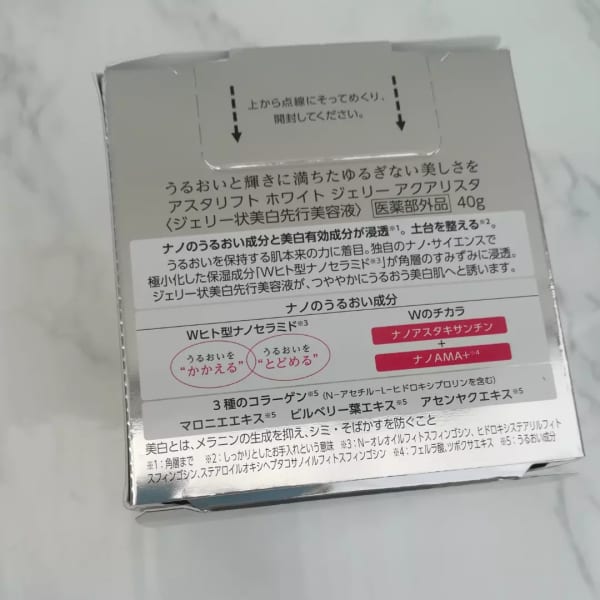 上から点線にそってめくり、
開封してください。
うるおいと輝きに満ちたゆるぎない美しさを
アスタリフト ホワイト ジェリー アクアリスタ
〈ジェリー状美白先行美容液〉 医薬部外品 40g
ナノのうるおい成分と美白有効成分が浸透※1。土台を整える※2。
うるおいを保持する肌本来の力に着目。独自のナノ・サイエンスで
極小化した保湿成分「Wヒト型ナノセラミド※3」が角層のすみずみに浸透。
ジェリー状美白先行美容液が、つややかにうるおう美白肌へと誘います。
ナノのうるおい成分
Wヒト型ナノセラミド※3
うるおいを
“かかえる”
うるおいを
“とどめる”
Wのチカラ
ナノアスタキサンチン
+
ナノAMA+※4
3種のコラーゲン※5 (N-アセチル-L-ヒドロキシプロリンを含む)
マロニエエキス※5 ビルベリー葉エキス※5 アセンヤクエキス※5
美白とは、メラニンの生成を抑え、シミ・そばかすを防ぐこと
※1：角層まで ※2：しっかりとしたお手入れという意味 ※3：N-オレオイルフィトスフィンゴシン、ヒドロキシステアリルフィト
スフィンゴシン、ステアロイルオキシヘプタコサノイルフィトスフィンゴシン ※4：フェルラ酸、ツボクサエキス ※5：うるおい成分